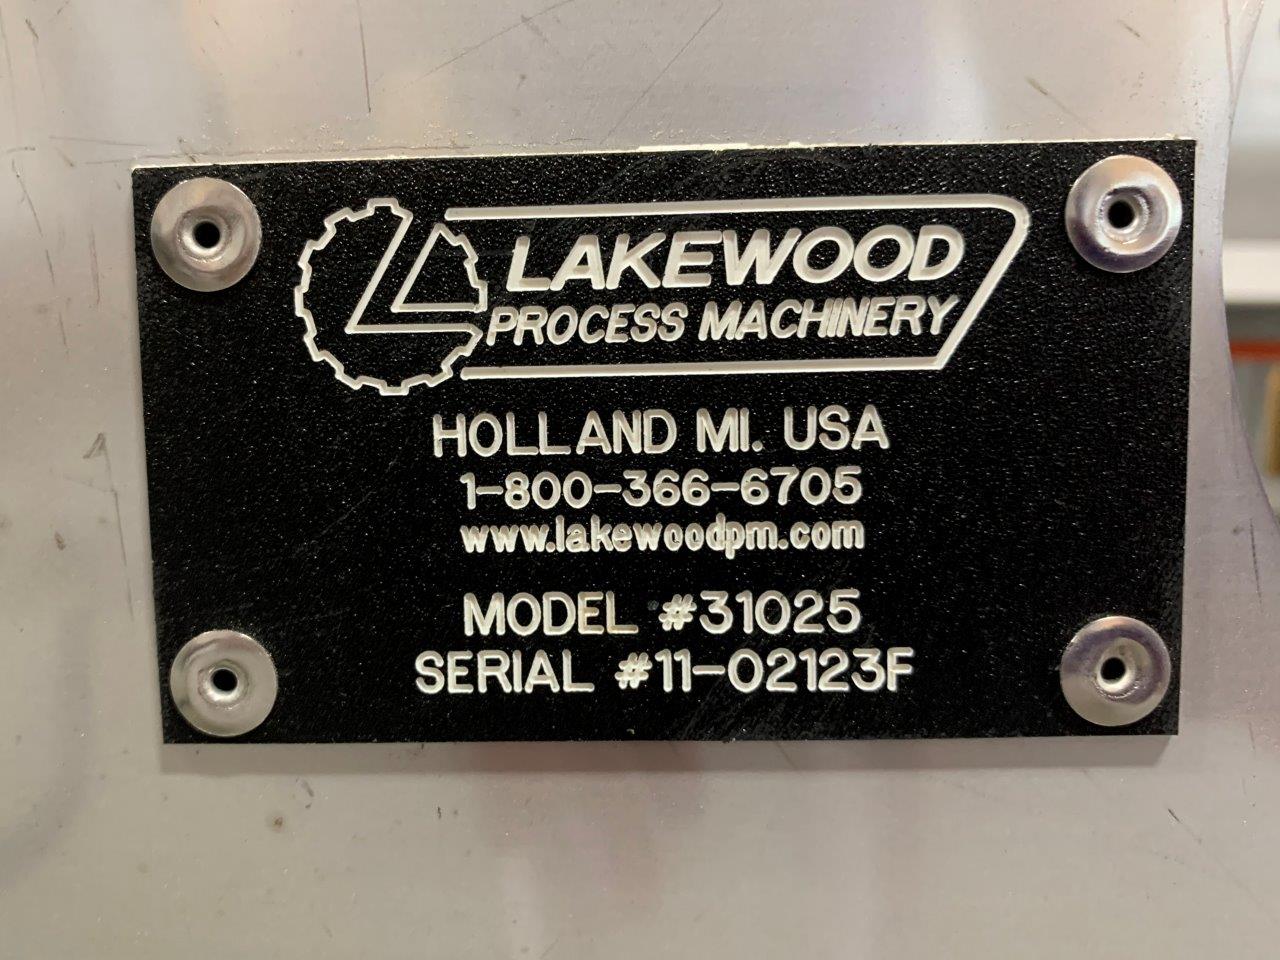 LAKEWOOD
PROCESS MACHINERY
HOLLAND MI. USA
1-800-366-6705
www.lakewoodpm.com
MODEL #31025
SERIAL #11-02123F